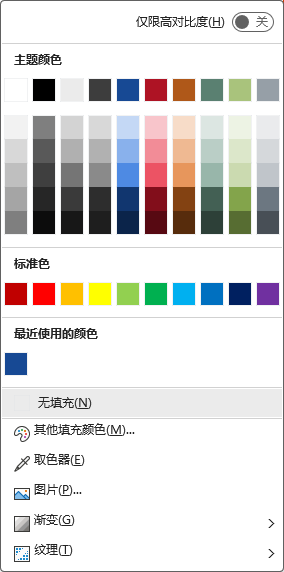 仅限高对比度(H)
关
主题颜色
标准色
最近使用的颜色
无填充(N)
其他填充颜色(M)...
取色器(E)
图片(P)...
渐变(G)
纹理(T)